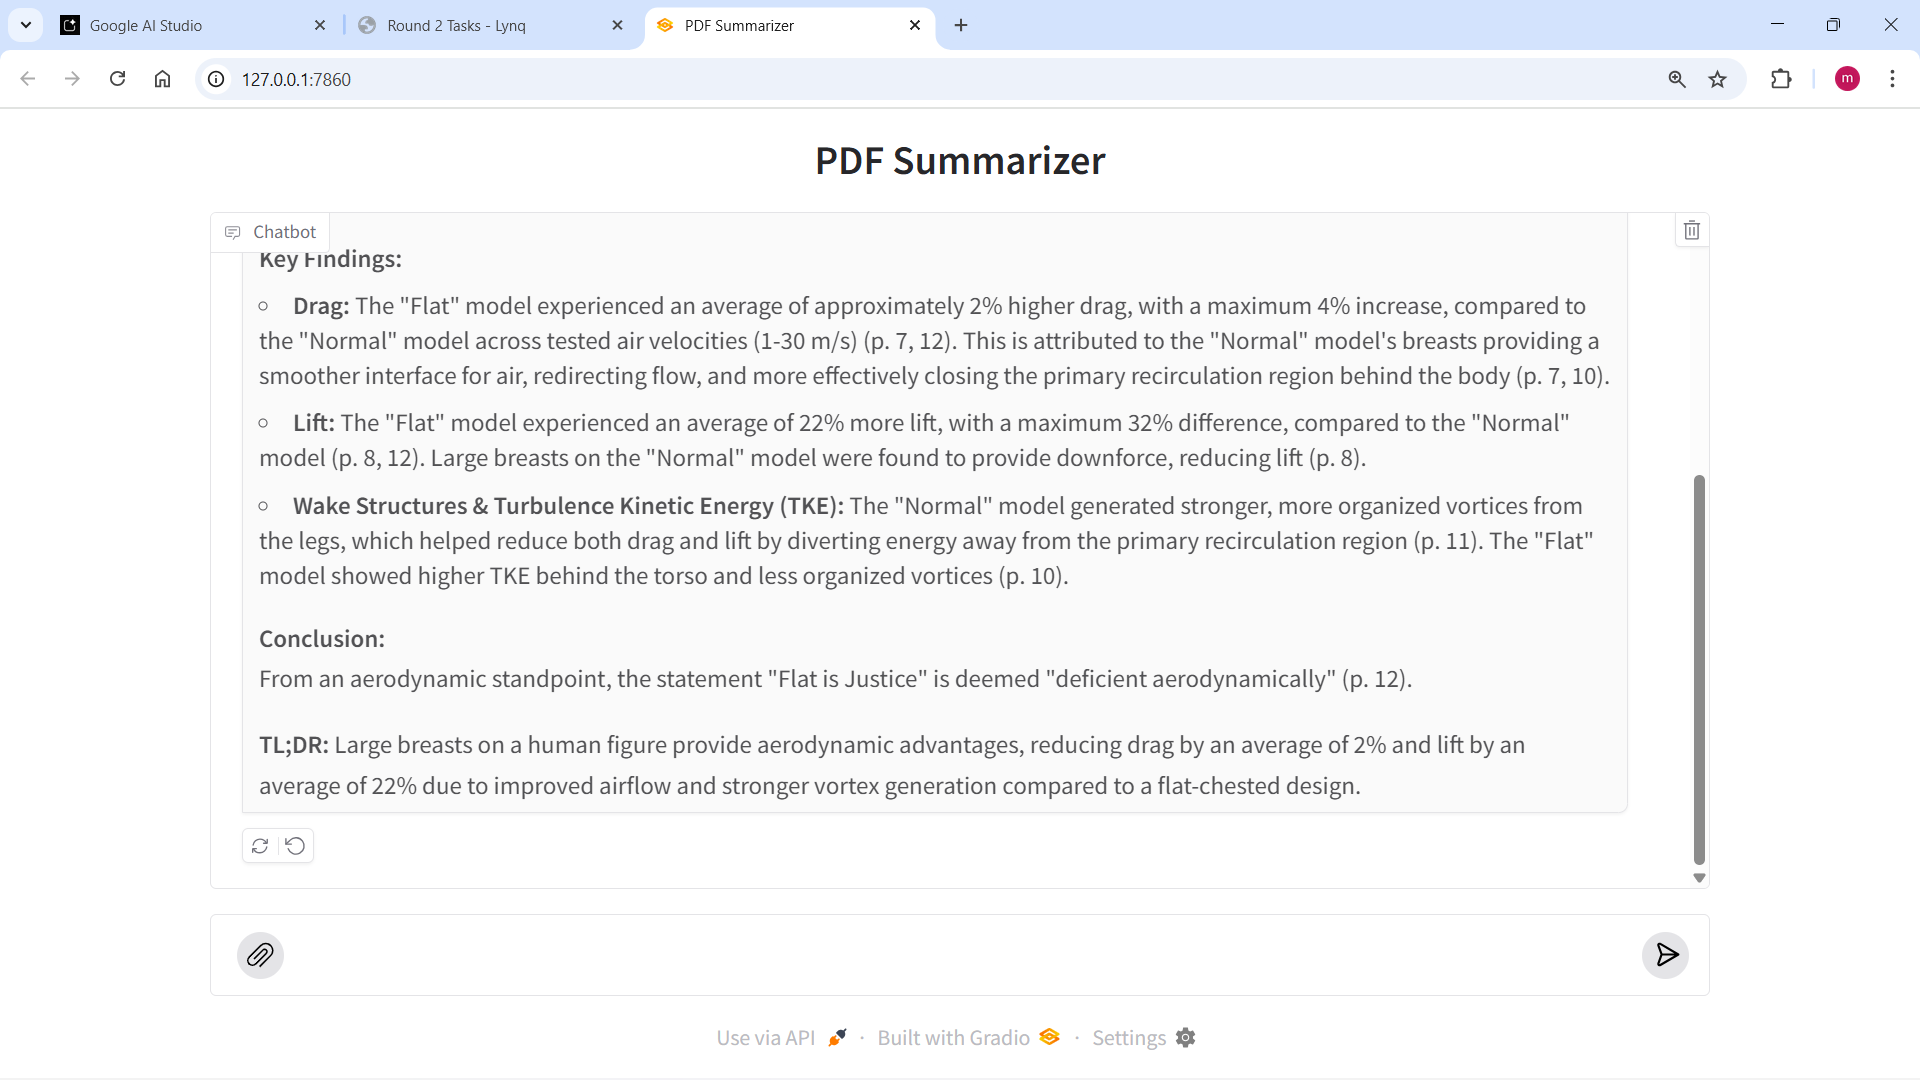 Google AI Studio
Round 2 Tasks - Lynq
PDF Summarizer
127.0.0.1:7860
m
PDF Summarizer
Chatbot
Key Findings:
Drag: The "Flat" model experienced an average of approximately 2% higher drag, with a maximum 4% increase, compared to
the "Normal" model across tested air velocities (1-30 m/s) (p. 7, 12). This is attributed to the "Normal" model's breasts providing a
smoother interface for air, redirecting flow, and more effectively closing the primary recirculation region behind the body (p. 7, 10).
Lift: The "Flat" model experienced an average of 22% more lift, with a maximum 32% difference, compared to the "Normal"
model (p. 8, 12). Large breasts on the "Normal" model were found to provide downforce, reducing lift (p. 8).
Wake Structures & Turbulence Kinetic Energy (TKE): The "Normal" model generated stronger, more organized vortices from
the legs, which helped reduce both drag and lift by diverting energy away from the primary recirculation region (p. 11). The "Flat"
model showed higher TKE behind the torso and less organized vortices (p. 10).
Conclusion:
From an aerodynamic standpoint, the statement "Flat is Justice" is deemed "deficient aerodynamically" (p. 12).
TL;DR: Large breasts on a human figure provide aerodynamic advantages, reducing drag by an average of 2% and lift by an
average of 22% due to improved airflow and stronger vortex generation compared to a flat-chested design.
Use via API · Built with Gradio · Settings